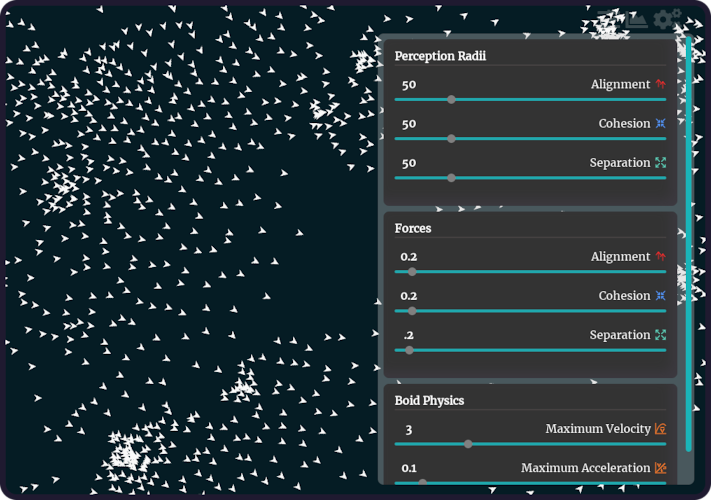 Perception Radii
50 Alignment
50 Cohesion
50 Separation
Forces
0.2 Alignment
0.2 Cohesion
.2 Separation
Boid Physics
3 Maximum Velocity
0.1 Maximum Acceleration